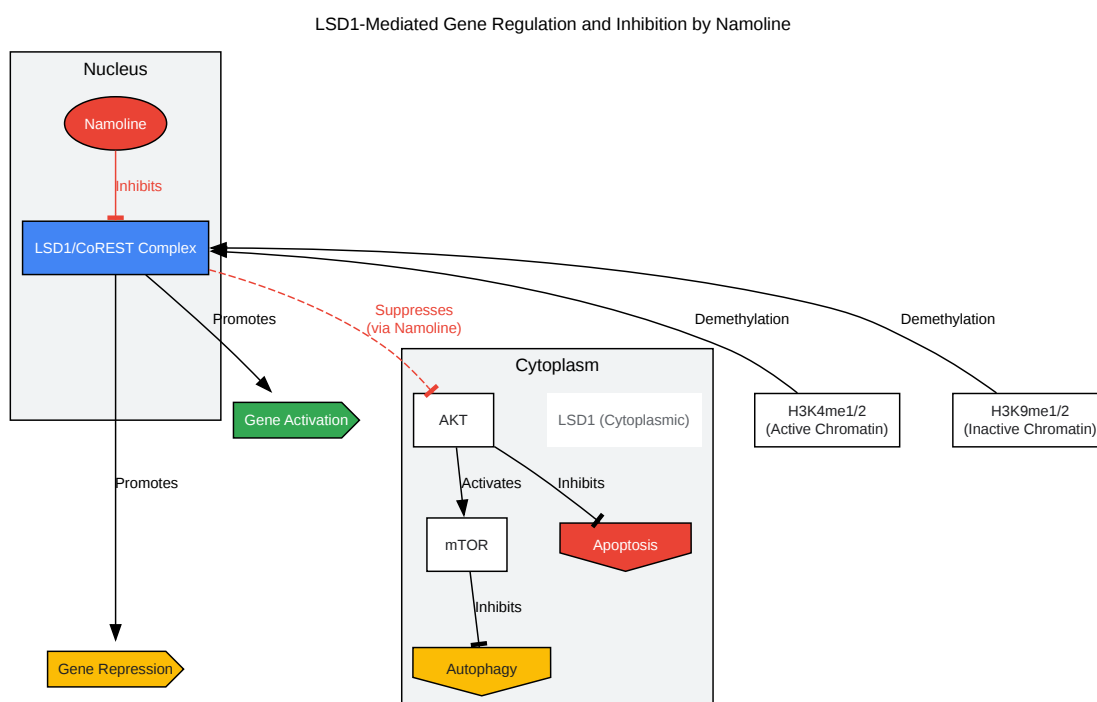 LSD1-Mediated Gene Regulation and Inhibition by Namoline
Nucleus
Namoline
Inhibits
LSD1/CoREST Complex
Promotes
Suppresses
(via Namoline)
Demethylation
Demethylation
Cytoplasm
Gene Activation
AKT
LSD1 (Cytoplasmic)
H3K4me1/2
(Active Chromatin)
H3K9me1/2
(Inactive Chromatin)
Promotes
Activates
Inhibits
mTOR
Apoptosis
Inhibits
Gene Repression
Autophagy